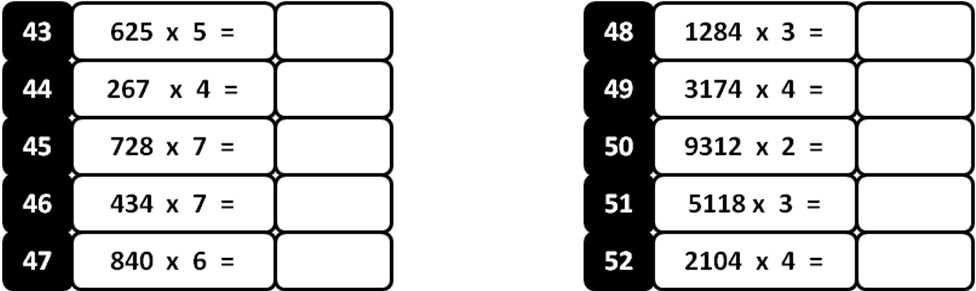 43 625 x 5 =
44 267 x 4 =
45 728 x 7 =
46 434 x 7 =
47 840 x 6 =
48 1284 x 3 =
49 3174 x 4 =
50 9312 x 2 =
51 5118 x 3 =
52 2104 x 4 =